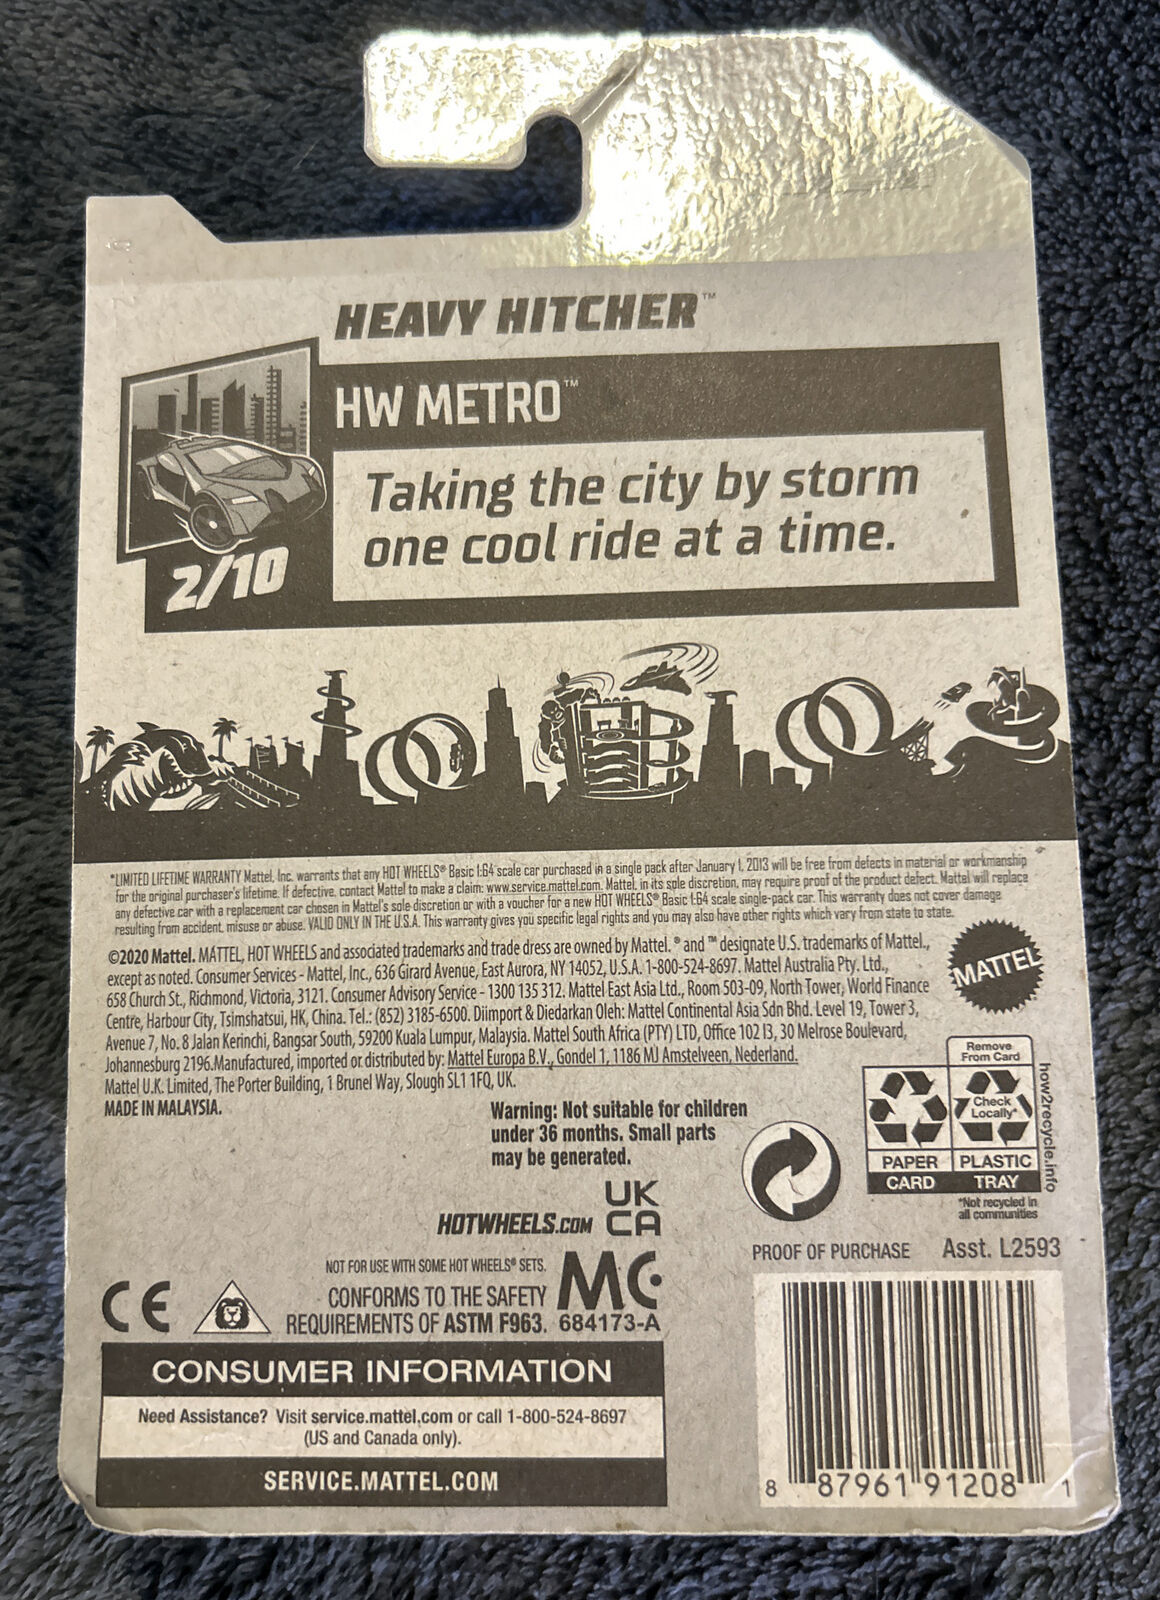 HEAVY HITCHER™
HW METRO™
Taking the city by storm
one cool ride at a time.
2/10
*LIMITED LIFETIME WARRANTY Mattel, Inc. warrants that any HOT WHEELS® Basic 1:64 scale car purchased in a single pack after January 1, 2013 will be free from defects in material or workmanship
for the original purchaser's lifetime. If defective, contact Mattel to make a claim: www.service.mattel.com. Mattel, in its sole discretion, may require proof of the product defect. Mattel will replace
any defective car with a replacement car chosen in Mattel's sole discretion or with a voucher for a new HOT WHEELS® Basic 1:64 scale single-pack car. This warranty does not cover damage
resulting from accident, misuse or abuse. VALID ONLY IN THE U.S.A. This warranty gives you specific legal rights and you may also have other rights which vary from state to state.
©2020 Mattel. MATTEL, HOT WHEELS and associated trademarks and trade dress are owned by Mattel. ® and ™ designate U.S. trademarks of Mattel.,
except as noted. Consumer Services - Mattel, Inc., 636 Girard Avenue, East Aurora, NY 14052, U.S.A. 1-800-524-8697. Mattel Australia Pty. Ltd.,
658 Church St., Richmond, Victoria, 3121. Consumer Advisory Service - 1300 135 312. Mattel East Asia Ltd., Room 503-09, North Tower, World Finance
Centre, Harbour City, Tsimshatsui, HK, China. Tel.: (852) 3185-6500. Diimport & Diedarkan Oleh: Mattel Continental Asia Sdn Bhd. Level 19, Tower 3,
Avenue 7, No. 8 Jalan Kerinchi, Bangsar South, 59200 Kuala Lumpur, Malaysia. Mattel South Africa (PTY) LTD, Office 102 I3, 30 Melrose Boulevard,
Johannesburg 2196.Manufactured, imported or distributed by: Mattel Europa B.V., Gondel 1, 1186 MJ Amstelveen, Nederland.
Mattel U.K. Limited, The Porter Building, 1 Brunel Way, Slough SL1 1FQ, UK.
MADE IN MALAYSIA.
MATTEL
Remove
From Card
Check
Locally*
PAPER
PLASTIC
CARD
TRAY
how2recycle.info
*Not recycled in
all communities
Warning: Not suitable for children
under 36 months. Small parts
may be generated.
HOTWHEELS.COM
UK
CA
NOT FOR USE WITH SOME HOT WHEELS® SETS.
CE
CONFORMS TO THE SAFETY
REQUIREMENTS OF ASTM F963.
MC
684173-A
PROOF OF PURCHASE
Asst. L2593
CONSUMER INFORMATION
Need Assistance? Visit service.mattel.com or call 1-800-524-8697
(US and Canada only).
SERVICE.MATTEL.COM
8 87961 91208 1